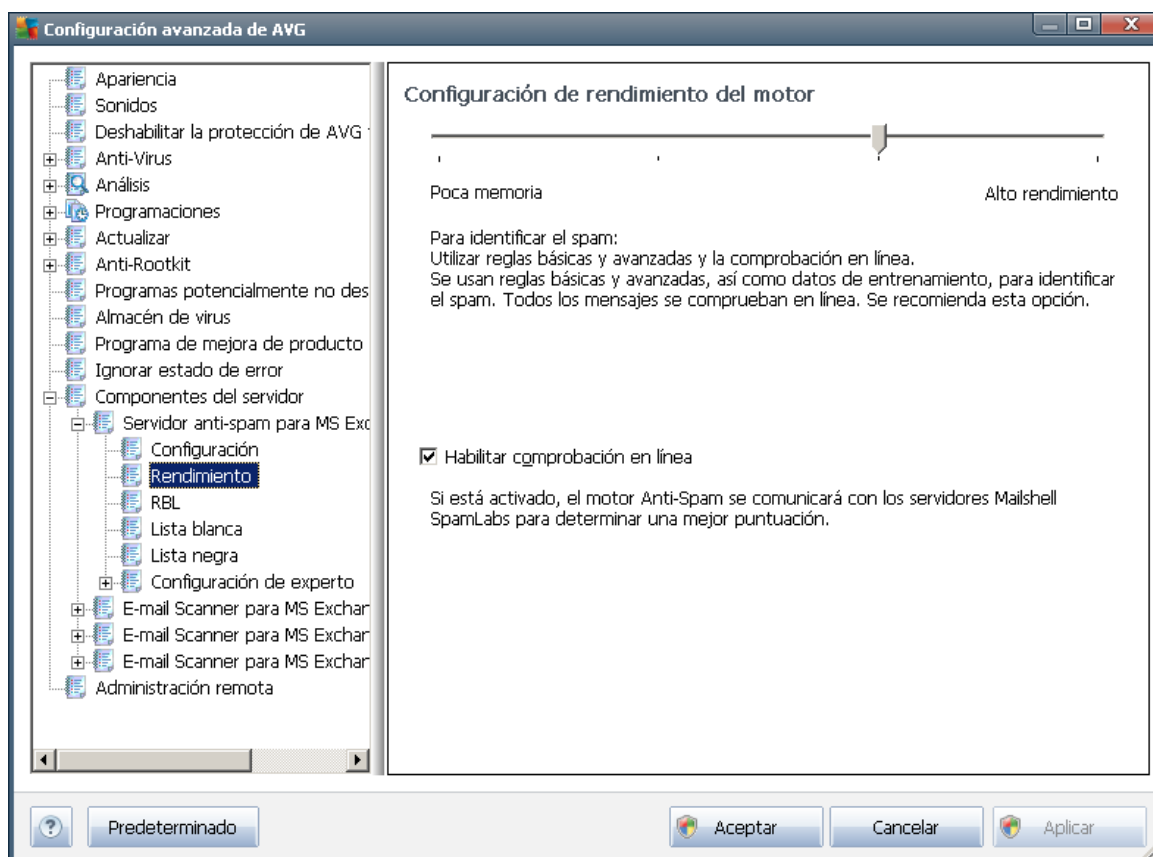 Configuración avanzada de AVG
Apariencia
Sonidos
Deshabilitar la protección de AVG
Anti-Virus
Análisis
Programaciones
Actualizar
Anti-Rootkit
Programas potencialmente no des
Almacén de virus
Programa de mejora de producto
Ignorar estado de error
Componentes del servidor
Servidor anti-spam para MS Exc
Configuración
Rendimiento
RBL
Lista blanca
Lista negra
Configuración de experto
E-mail Scanner para MS Exchan
E-mail Scanner para MS Exchan
E-mail Scanner para MS Exchan
Administración remota
Configuración de rendimiento del motor
Poca memoria
Alto rendimiento
Para identificar el spam:
Utilizar reglas básicas y avanzadas y la comprobación en línea.
Se usan reglas básicas y avanzadas, así como datos de entrenamiento, para identificar
el spam. Todos los mensajes se comprueban en línea. Se recomienda esta opción.
Habilitar comprobación en línea
Si está activado, el motor Anti-Spam se comunicará con los servidores Mailshell
SpamLabs para determinar una mejor puntuación.
?
Predeterminado
Aceptar
Cancelar
Aplicar